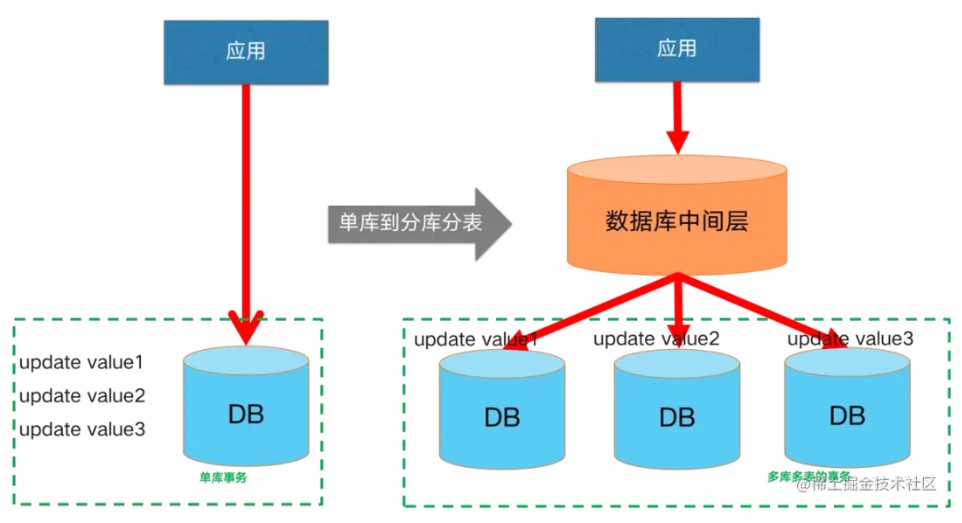 应用
update value1
update value2
update value3
DB
单库事务
单库到分库分表
应用
数据库中间层
update value1
update value2
update value3
DB
DB
DB
多库多表的事务
@稀土掘金技术社区